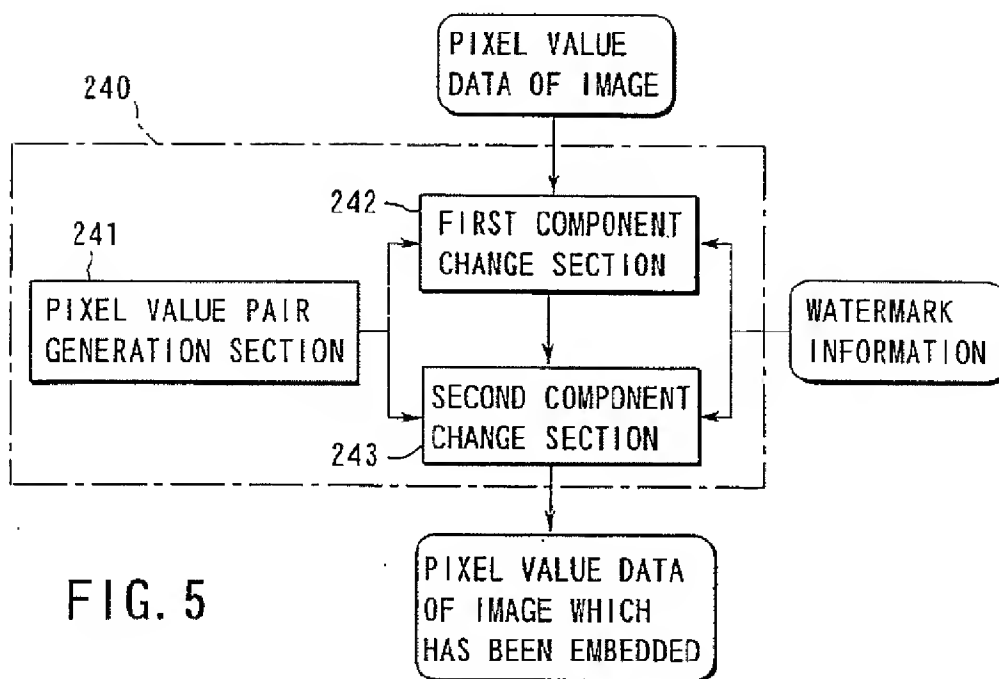 PIXEL VALUE
DATA OF IMAGE
240
242
FIRST COMPONENT
CHANGE SECTION
241
PIXEL VALUE PAIR
GENERATION SECTION
WATERMARK
INFORMATION
SECOND COMPONENT
CHANGE SECTION
243
PIXEL VALUE DATA
OF IMAGE WHICH
HAS BEEN EMBEDDED
FIG. 5